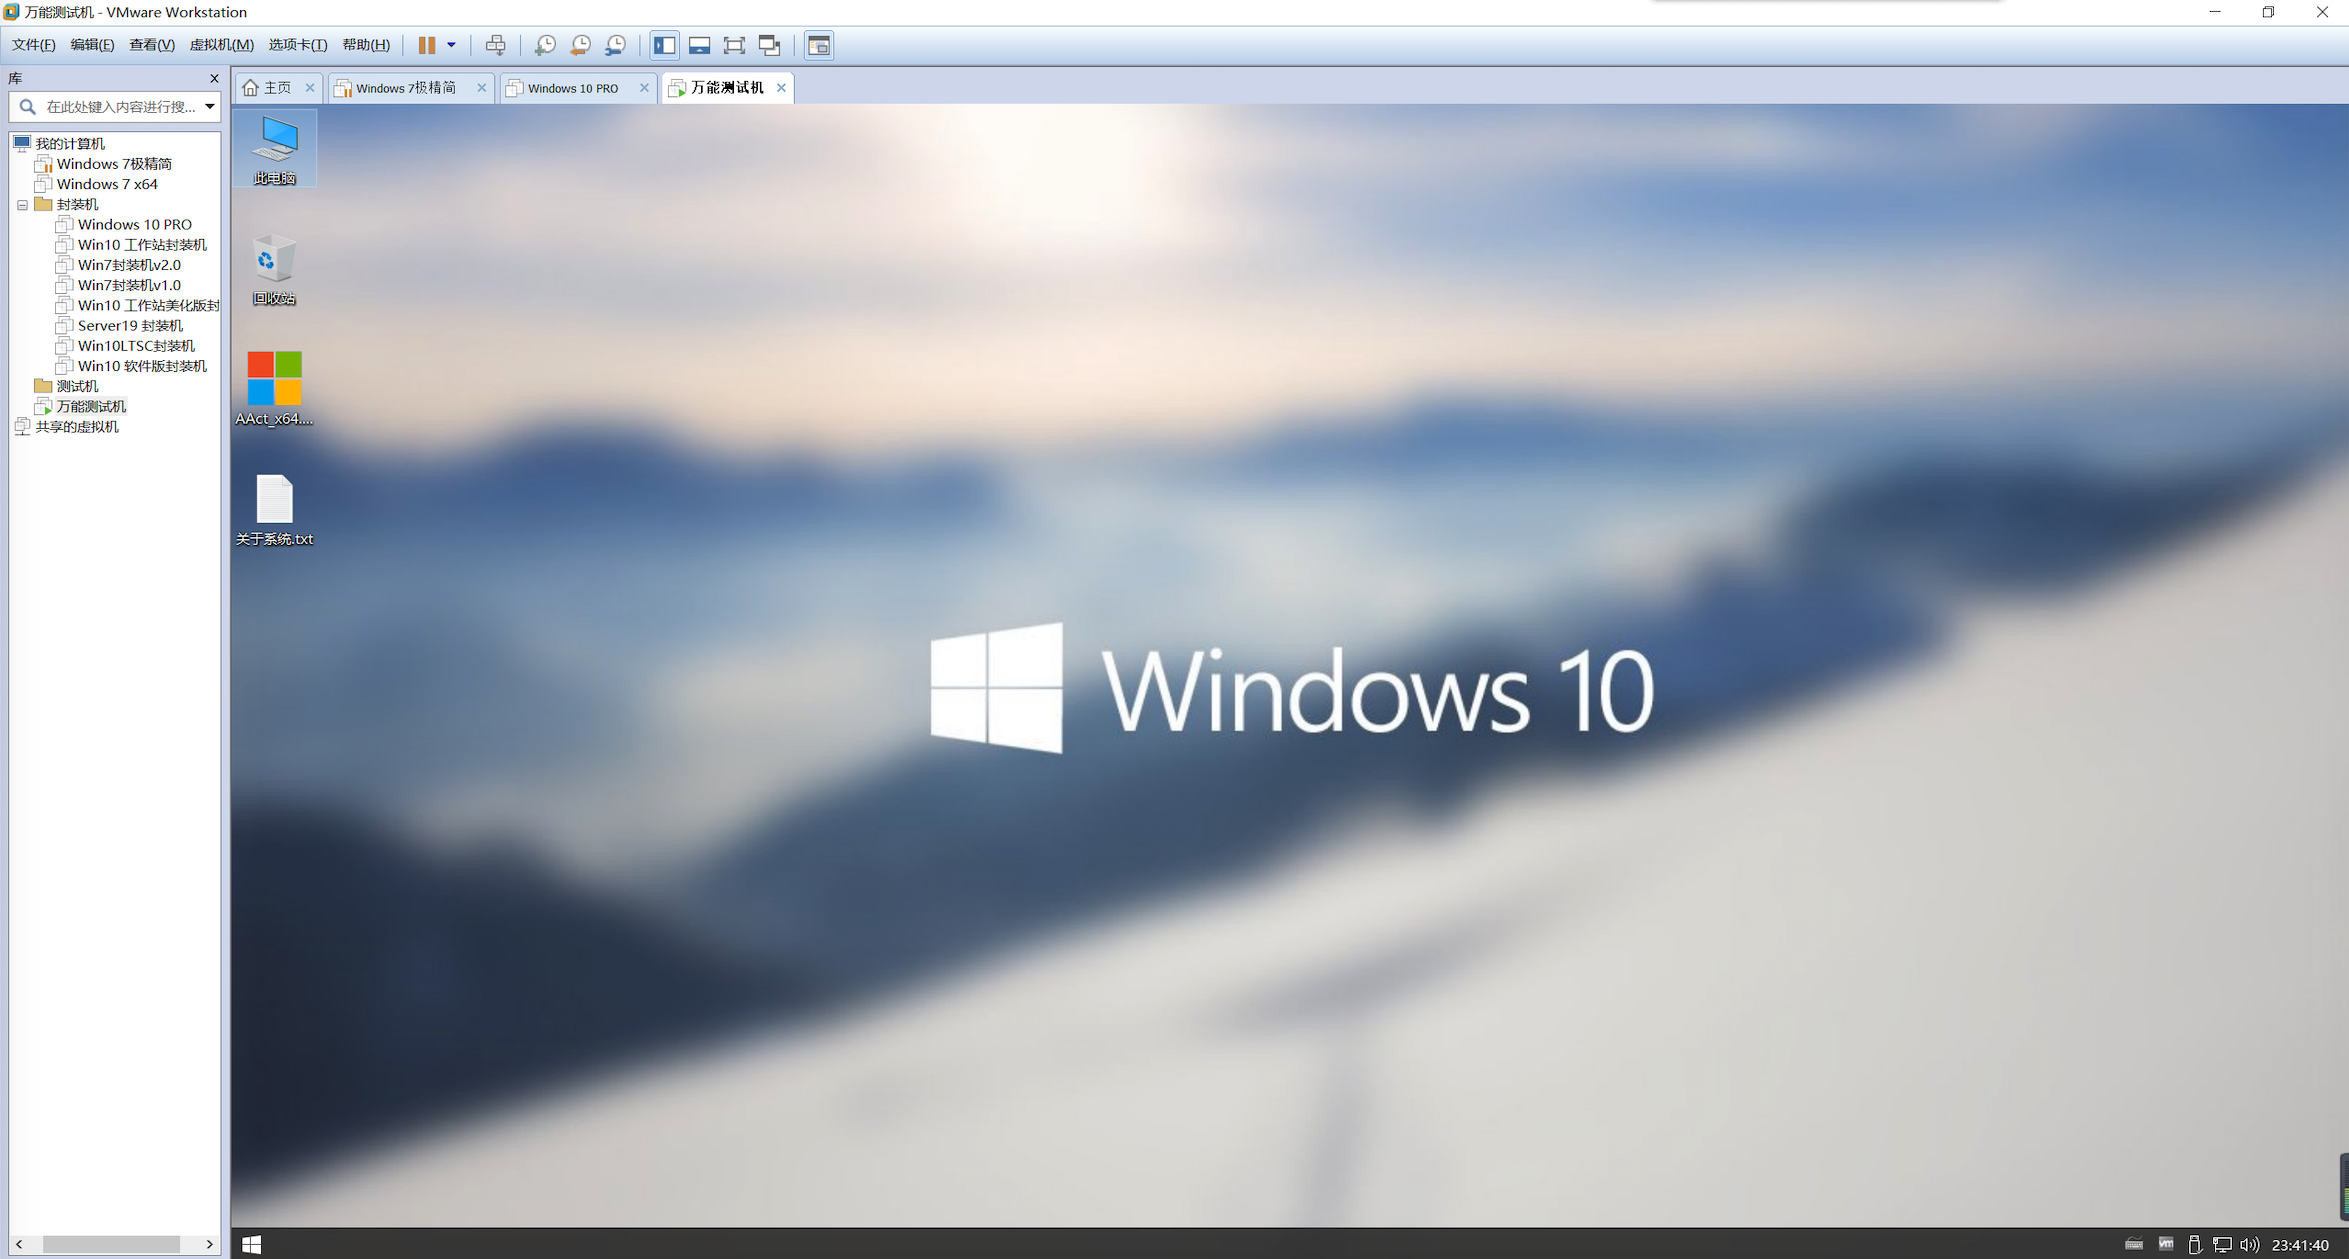 万能测试机 - VMware Workstation
文件(F) 编辑(E) 查看(V) 虚拟机(M) 选项卡(T) 帮助(H)
库
主页 Windows 7极精简 Windows 10 PRO 万能测试机
在此处键入内容进行搜...
我的计算机
Windows 7极精简
Windows 7 x64
封装机
Windows 10 PRO
Win10 工作站封装机
Win7封装机v2.0
Win7封装机v1.0
Win10 工作站美化版封
Server19 封装机
Win10LTSC封装机
Win10 软件版封装机
测试机
万能测试机
共享的虚拟机
此电脑
回收站
AAct_x64....
关于系统.txt
Windows 10
vm
23:41:40